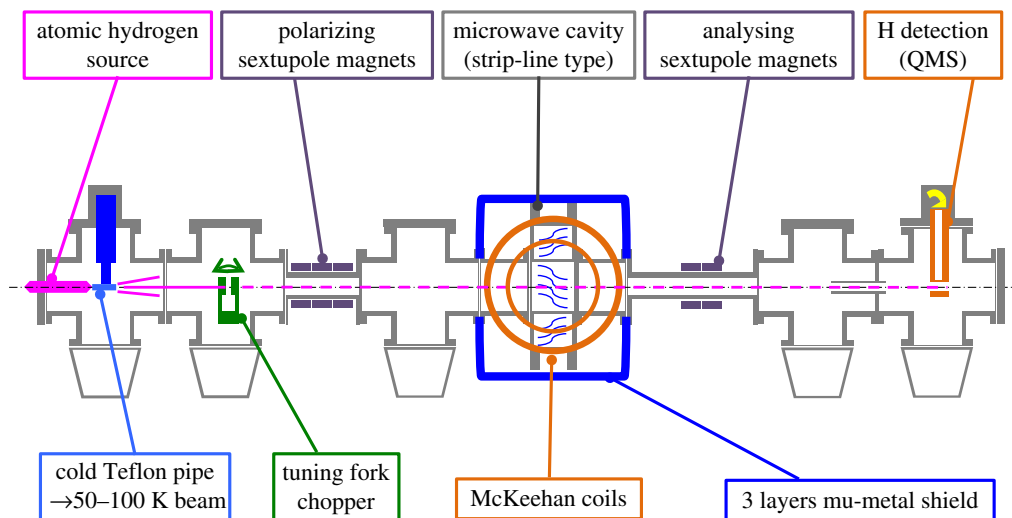 atomic hydrogen
source
polarizing
sextupole magnets
microwave cavity
(strip-line type)
analysing
sextupole magnets
H detection
(QMS)
cold Teflon pipe
→50–100 K beam
tuning fork
chopper
McKeehan coils
3 layers mu-metal shield